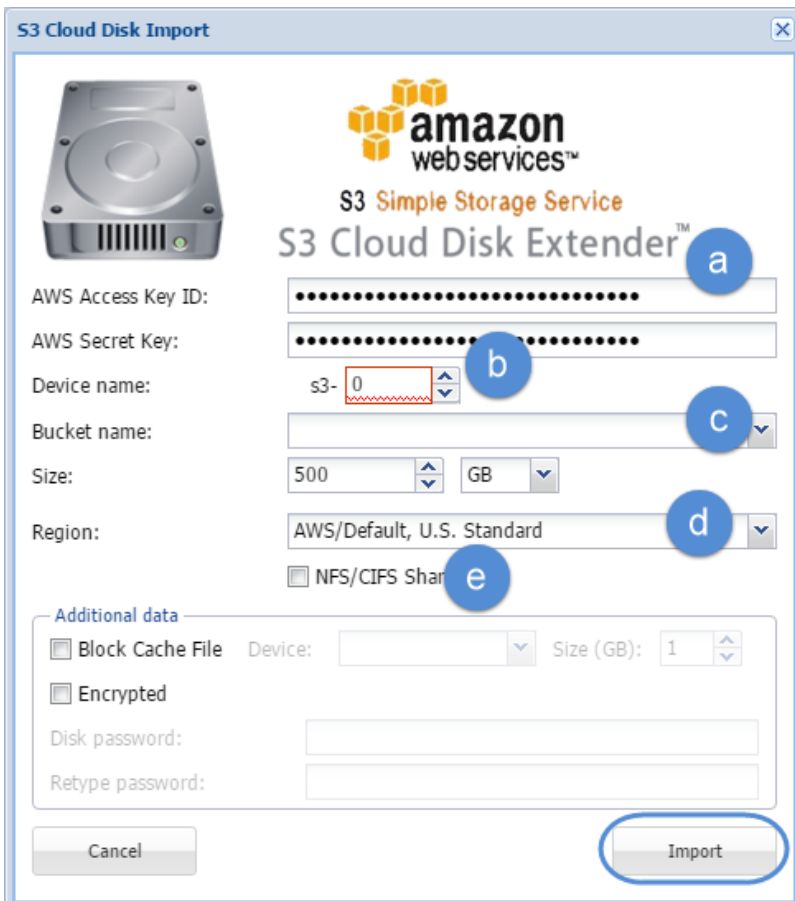 S3 Cloud Disk Import
amazon
web services™
S3 Simple Storage Service
S3 Cloud Disk Extender™
a
AWS Access Key ID: ••••••••••••••••••••••••••••••
AWS Secret Key: ••••••••••••••••••••••••••••••
b
Device name: s3- 0
c
Bucket name:
Size: 500 GB
d
Region: AWS/Default, U.S. Standard
NFS/CIFS Shar e
Additional data
Block Cache File Device: Size (GB): 1
Encrypted
Disk password:
Retype password:
Cancel Import